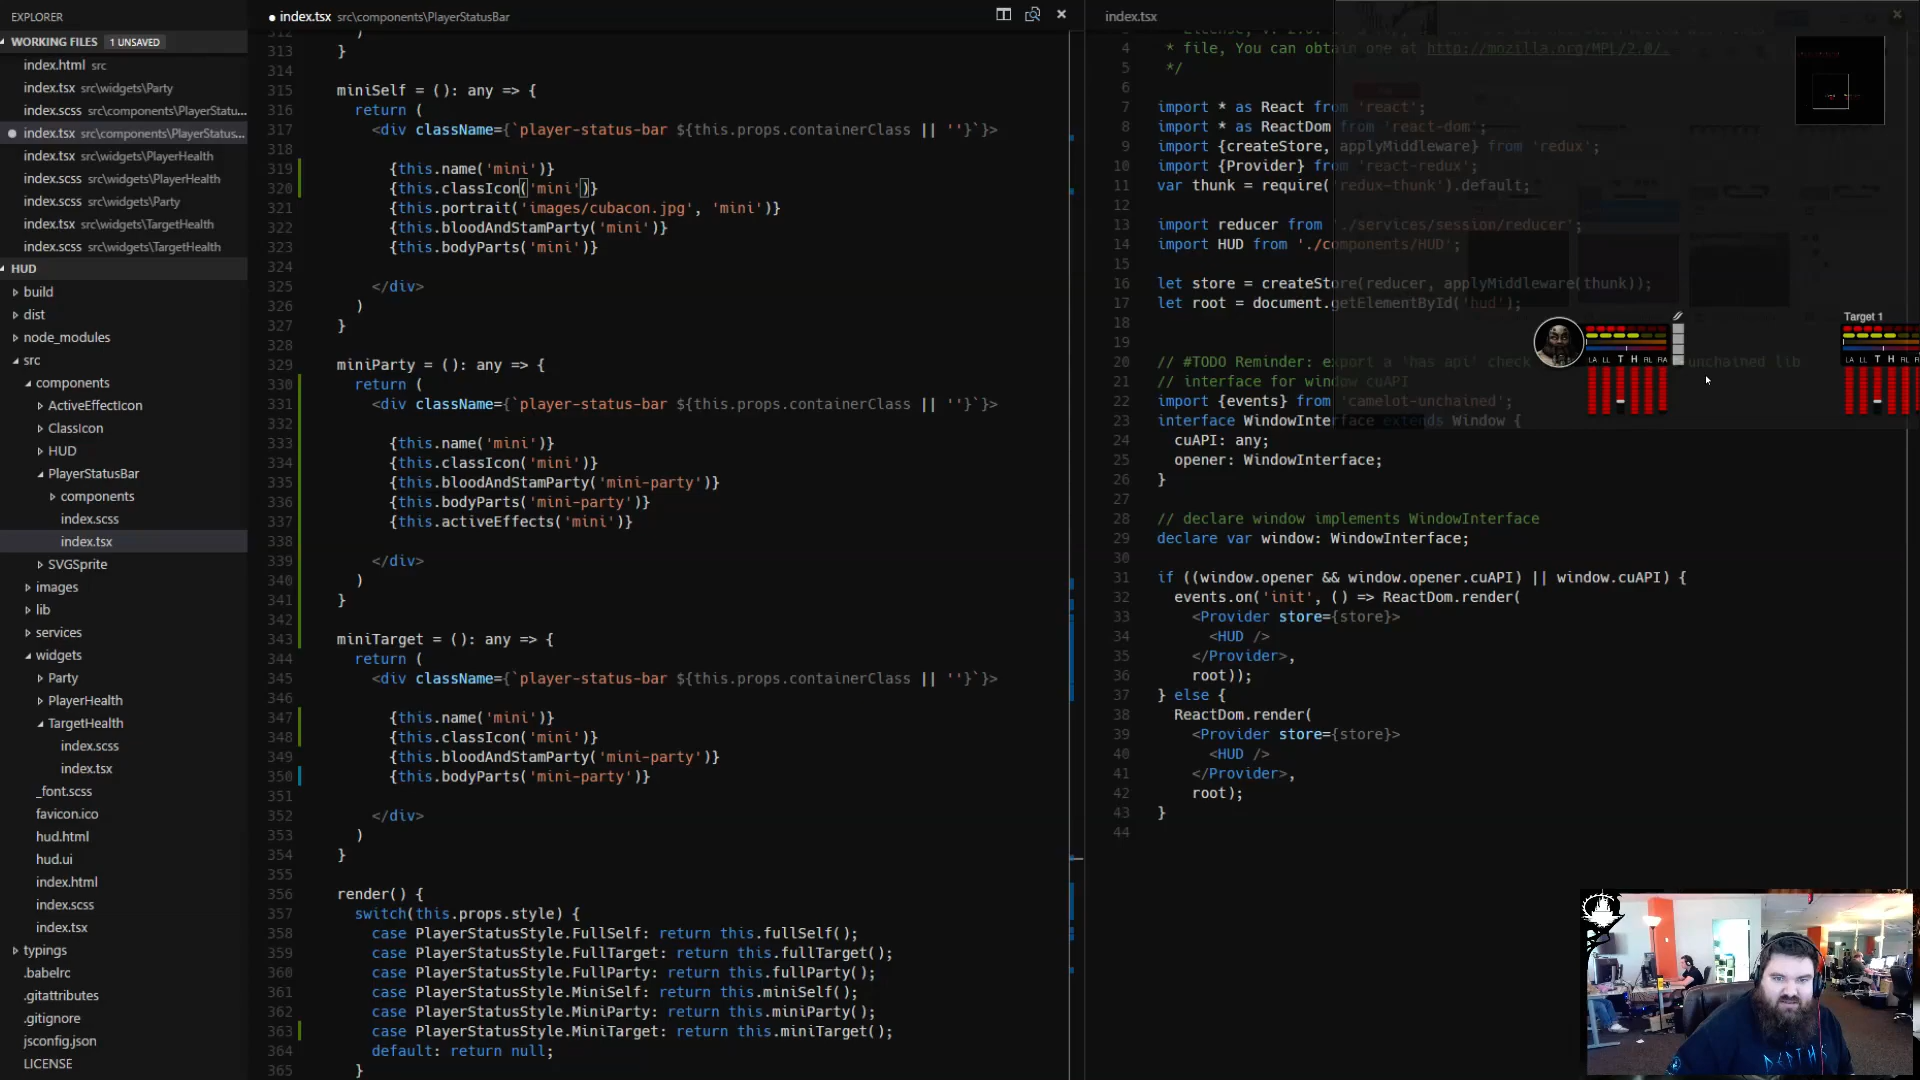 EXPLORER
WORKING FILES 1 UNSAVED
index.html src
index.tsx src\widgets\Party
index.scss src\components\PlayerStatu...
index.tsx src\components\PlayerStatus...
index.tsx src\widgets\PlayerHealth
index.scss src\widgets\PlayerHealth
index.scss src\widgets\Party
index.tsx src\widgets\TargetHealth
index.scss src\widgets\TargetHealth
HUD
build
dist
node_modules
src
components
ActiveEffectIcon
ClassIcon
HUD
PlayerStatusBar
components
index.scss
index.tsx
SVGSprite
images
lib
services
widgets
Party
PlayerHealth
TargetHealth
index.scss
index.tsx
_font.scss
favicon.ico
hud.html
hud.ui
index.html
index.scss
index.tsx
typings
.babelrc
.gitattributes
.gitignore
jsconfig.json
LICENSE
index.tsx src\components\PlayerStatusBar
312 )
313 }
314
315 miniSelf = (): any => {
316 return (
317 <div className={`player-status-bar ${this.props.containerClass || ''}`}>
318
319 {this.name('mini')}
320 {this.classIcon('mini')}
321 {this.portrait('images/cubacon.jpg', 'mini')}
322 {this.bloodAndStamParty('mini')}
323 {this.bodyParts('mini')}
324
325 </div>
326 )
327 }
328
329 miniParty = (): any => {
330 return (
331 <div className={`player-status-bar ${this.props.containerClass || ''}`}>
332
333 {this.name('mini')}
334 {this.classIcon('mini')}
335 {this.bloodAndStamParty('mini-party')}
336 {this.bodyParts('mini-party')}
337 {this.activeEffects('mini')}
338
339 </div>
340 )
341 }
342
343 miniTarget = (): any => {
344 return (
345 <div className={`player-status-bar ${this.props.containerClass || ''}`}>
346
347 {this.name('mini')}
348 {this.classIcon('mini')}
349 {this.bloodAndStamParty('mini-party')}
350 {this.bodyParts('mini-party')}
351
352 </div>
353 )
354 }
355
356 render() {
357 switch(this.props.style) {
358 case PlayerStatusStyle.FullSelf: return this.fullSelf();
359 case PlayerStatusStyle.FullTarget: return this.fullTarget();
360 case PlayerStatusStyle.FullParty: return this.fullParty();
361 case PlayerStatusStyle.MiniSelf: return this.miniSelf();
362 case PlayerStatusStyle.MiniParty: return this.miniParty();
363 case PlayerStatusStyle.MiniTarget: return this.miniTarget();
364 default: return null;
365 }
index.tsx
4 * file, You can obtain one at http://mozilla.org/MPL/2.0/.
5 */
6
7 import * as React from 'react';
8 import * as ReactDom from 'react-dom';
9 import {createStore, applyMiddleware} from 'redux';
10 import {Provider} from 'react-redux';
11 var thunk = require('redux-thunk').default;
12
13 import reducer from './services/session/reducer';
14 import HUD from './components/HUD';
15
16 let store = createStore(reducer, applyMiddleware(thunk));
17 let root = document.getElementById('hud');
18
19
20 // #TODO Reminder: export a 'has api' check unchained lib
21 // interface for window cuAPI
22 import {events} from 'camelot-unchained';
23 interface WindowInterface extends Window {
24 cuAPI: any;
25 opener: WindowInterface;
26 }
27
28 // declare window implements WindowInterface
29 declare var window: WindowInterface;
30
31 if ((window.opener && window.opener.cuAPI) || window.cuAPI) {
32 events.on('init', () => ReactDom.render(
33 <Provider store={store}>
34 <HUD />
35 </Provider>,
36 root));
37 } else {
38 ReactDom.render(
39 <Provider store={store}>
40 <HUD />
41 </Provider>,
42 root);
43 }
44
LA LL T H RL RA
Target 1
LA LL T H RL
DEPTHS